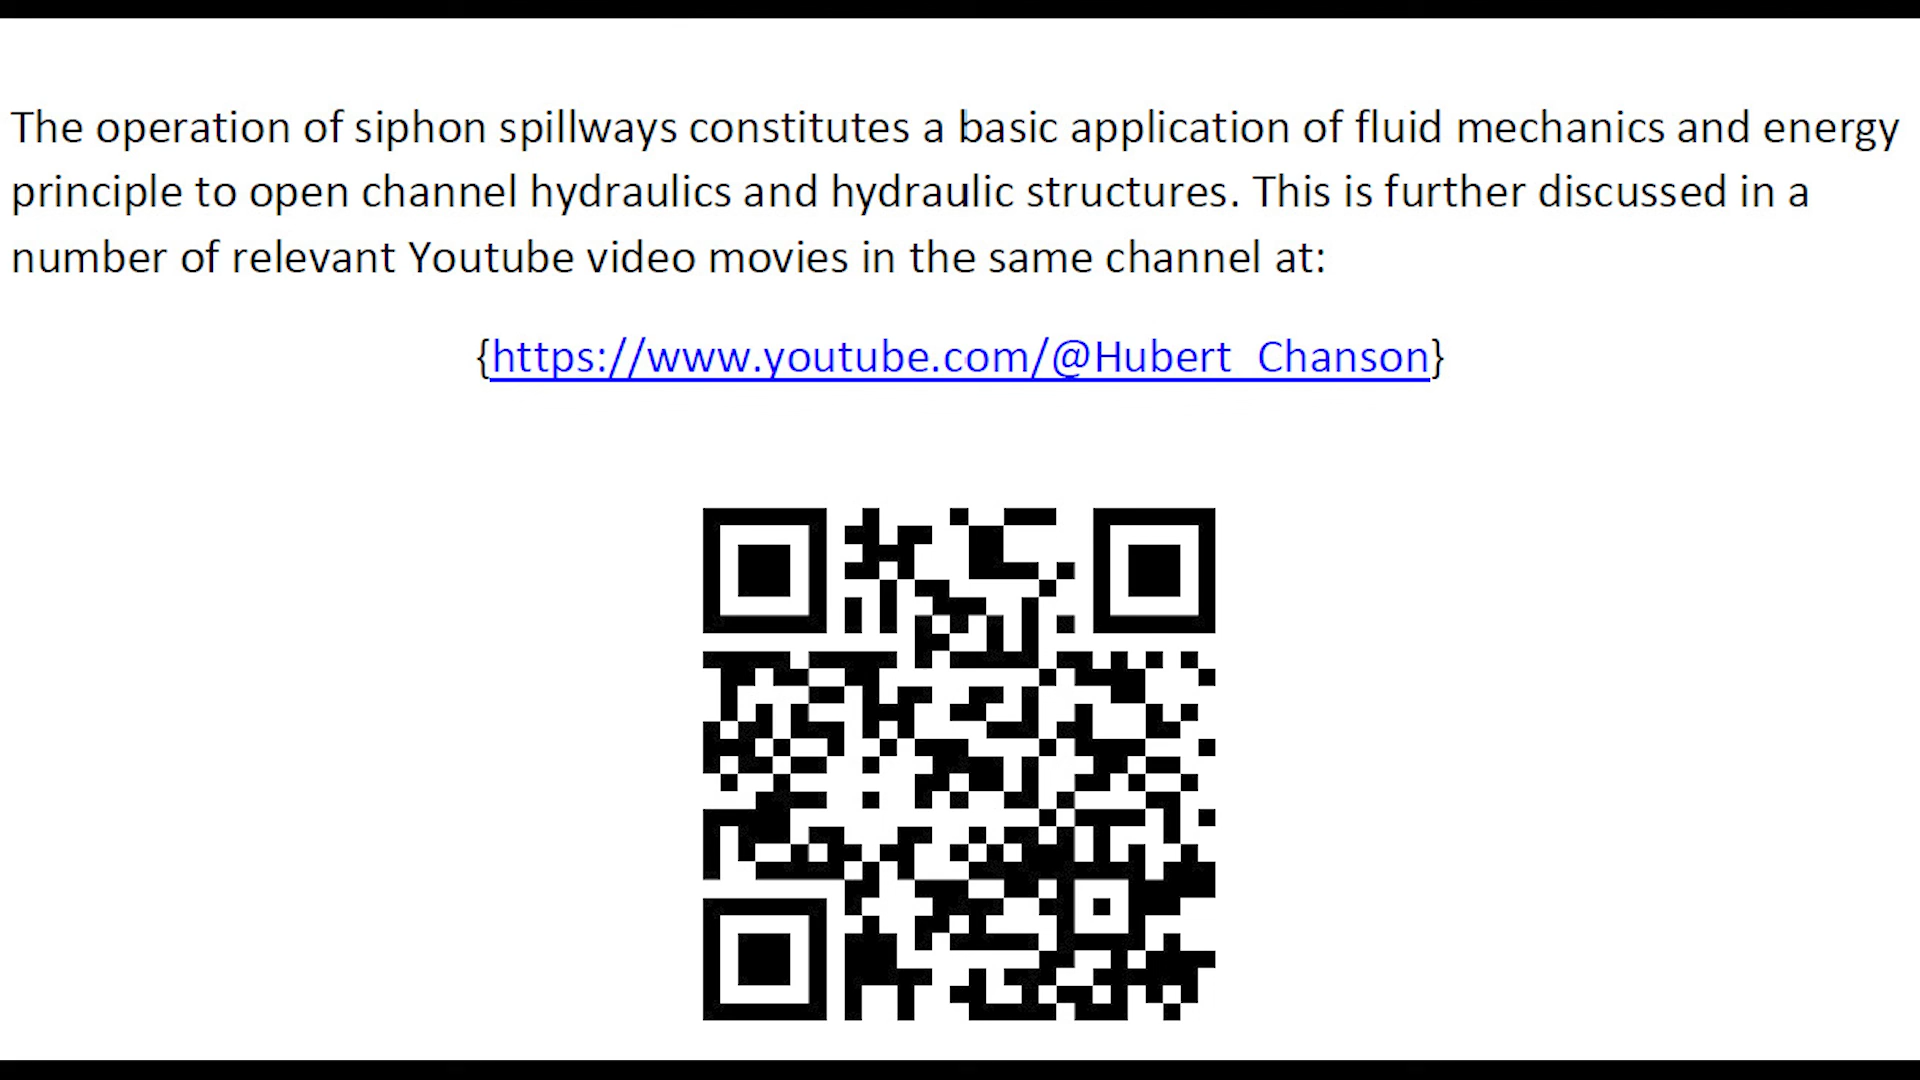 The operation of siphon spillways constitutes a basic application of fluid mechanics and energy
principle to open channel hydraulics and hydraulic structures. This is further discussed in a
number of relevant Youtube video movies in the same channel at:
{https://www.youtube.com/@Hubert_Chanson}